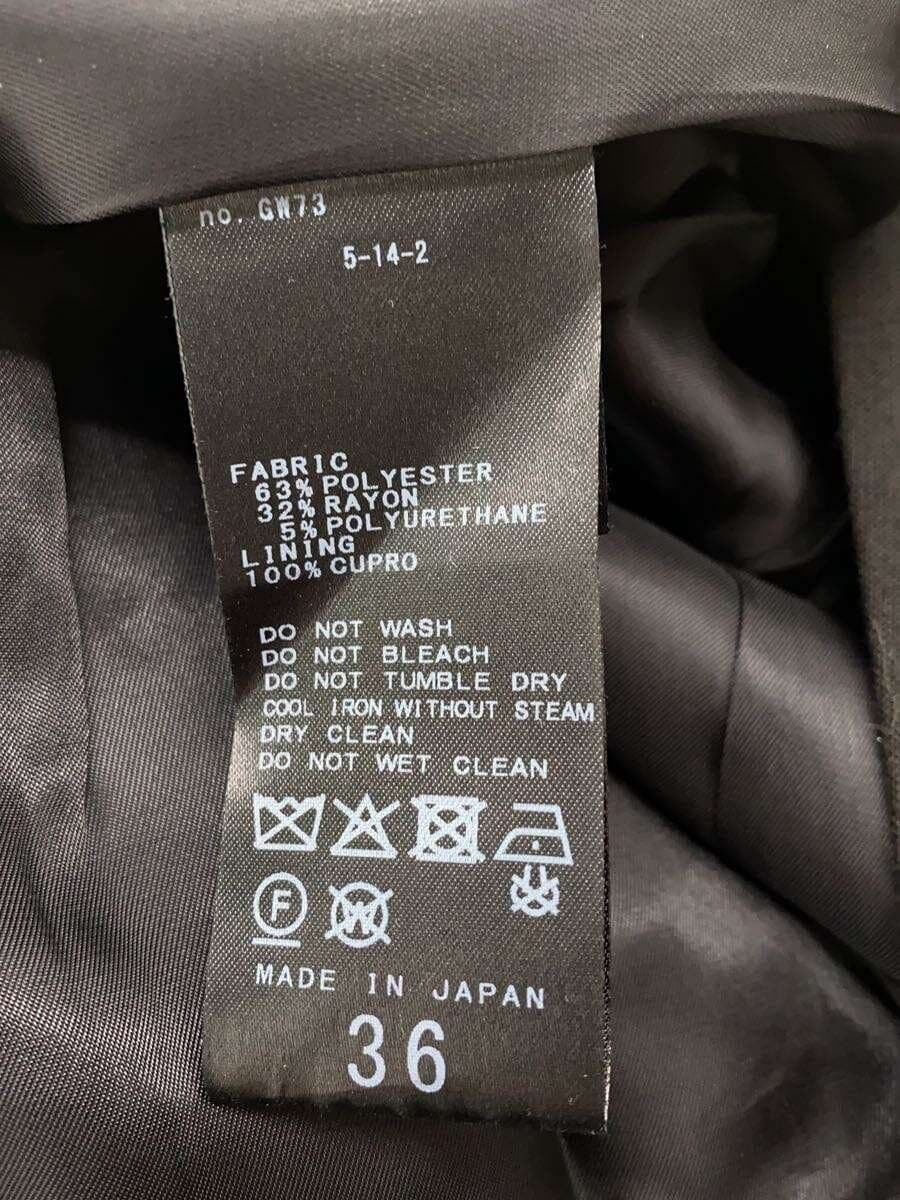 no. GW73
5-14-2
FABRIC
63% POLYESTER
32% RAYON
5% POLYURETHANE
LINING
100% CUPRO
DO NOT WASH
DO NOT BLEACH
DO NOT TUMBLE DRY
COOL IRON WITHOUT STEAM
DRY CLEAN
DO NOT WET CLEAN
F W
MADE IN JAPAN
36